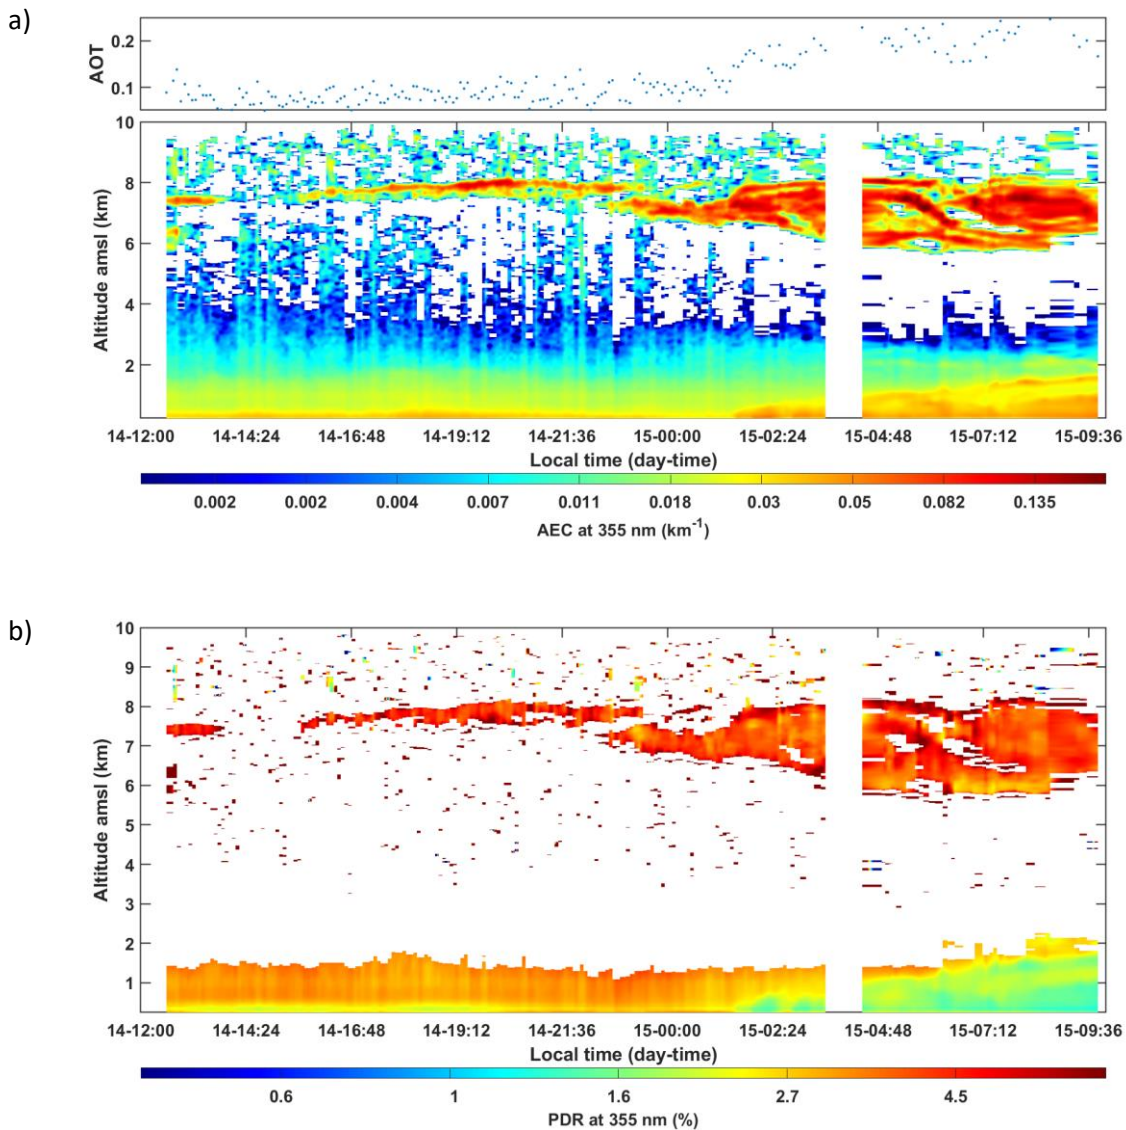 a)
AOT
0.2
0.1
Altitude amsl (km)
10
8
6
4
2
14-12:00 14-14:24 14-16:48 14-19:12 14-21:36 15-00:00 15-02:24 15-04:48 15-07:12 15-09:36
Local time (day-time)
0.002 0.002 0.004 0.007 0.011 0.018 0.03 0.05 0.082 0.135
AEC at 355 nm (km⁻¹)
b)
Altitude amsl (km)
10
9
8
7
6
5
4
3
2
1
14-12:00 14-14:24 14-16:48 14-19:12 14-21:36 15-00:00 15-02:24 15-04:48 15-07:12 15-09:36
Local time (day-time)
0.6 1 1.6 2.7 4.5
PDR at 355 nm (%)